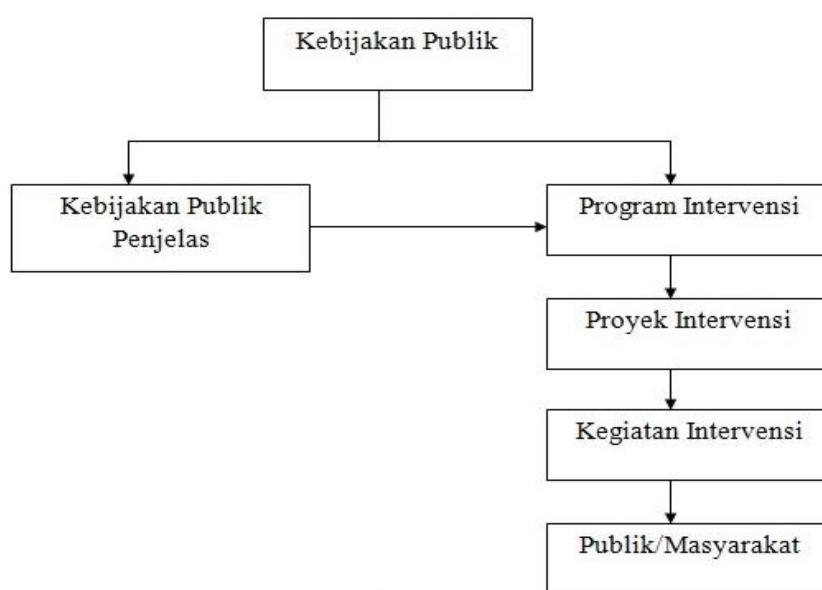 Kebijakan Publik
Kebijakan Publik
Penjelas
Program Intervensi
Proyek Intervensi
Kegiatan Intervensi
Publik/Masyarakat